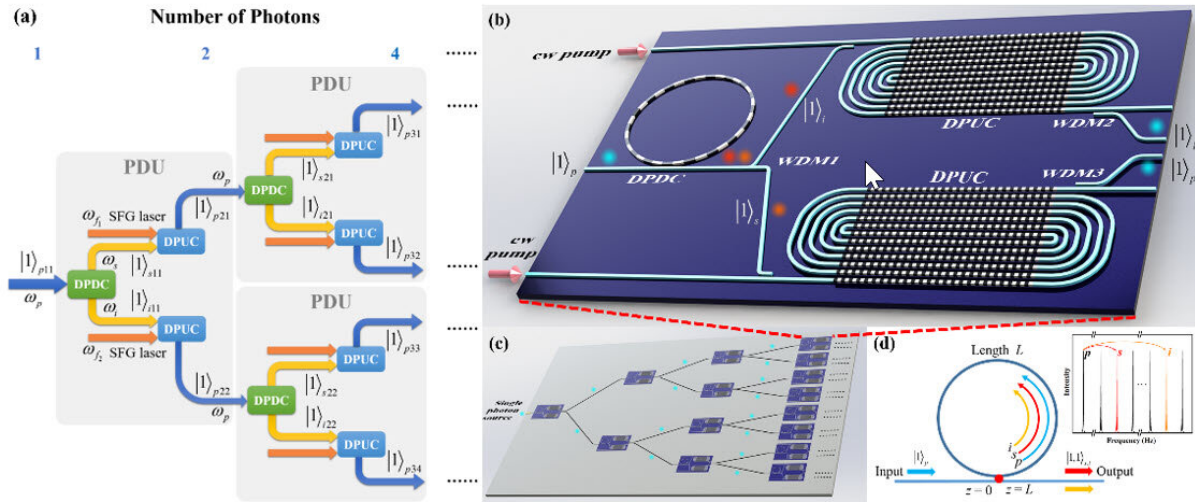 (a)
Number of Photons
1
2
4
......
PDU
|1⟩p31
......
DPUC
|1⟩s21
ωp
DPDC
PDU
|1⟩p21
|1⟩i21
ωf1 SFG laser
DPUC
DPUC
|1⟩p11
ωs
|1⟩s11
|1⟩p32
......
DPDC
ωp
ωi
|1⟩i11
PDU
DPUC
|1⟩p33
......
ωf2 SFG laser
DPUC
|1⟩p22
|1⟩s22
DPDC
ωp
|1⟩i22
DPUC
|1⟩p34
......
(b)
cw pump
|1⟩i
DPUC
WDM2
|1⟩p
|1⟩p
DPDC
WDM1
DPUC
WDM3
|1⟩p
|1⟩s
cw
pump
(c)
Single
photon
source
(d)
Length L
p s i
...
Intensity
Frequency (Hz)
i s p
|1⟩p
|1,1⟩s,i
Input
Output
z = 0
z = L